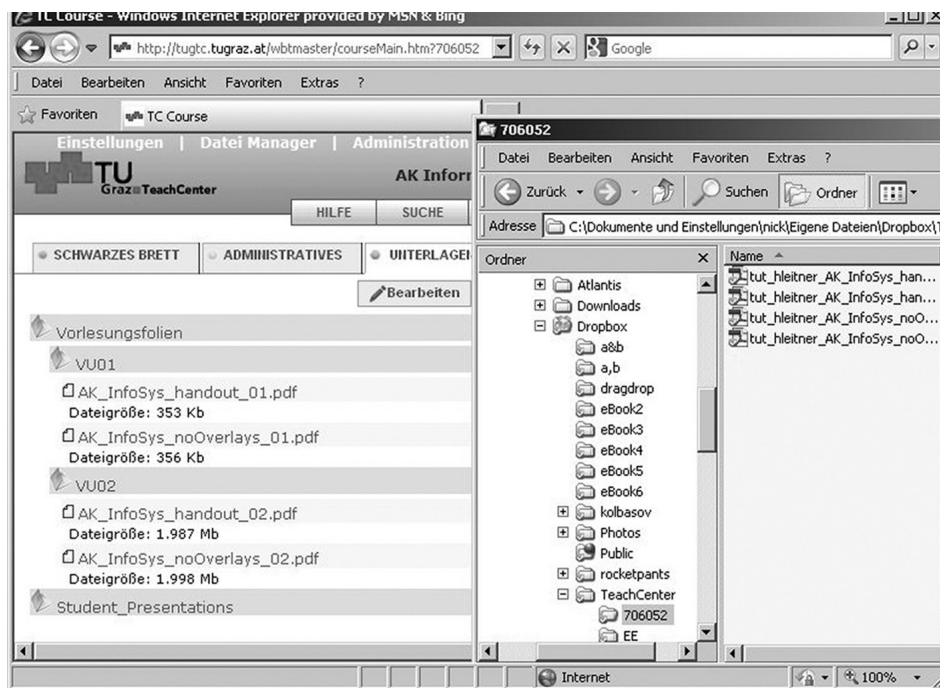 TC Course - Windows Internet Explorer provided by MSN & Bing
http://tugtc.tugraz.at/wbtmaster/courseMain.htm?706052
Google
Datei Bearbeiten Ansicht Favoriten Extras ?
Favoriten TC Course
Einstellungen | Datei Manager | Administration
TU
Graz TeachCenter
AK Inforr
HILFE SUCHE
SCHWARZES BRETT ADMINISTRATIVES UNTERLAGEN
Bearbeiten
Vorlesungsfolien
VU01
AK_InfoSys_handout_01.pdf
Dateigröße: 353 Kb
AK_InfoSys_noOverlays_01.pdf
Dateigröße: 356 Kb
VU02
AK_InfoSys_handout_02.pdf
Dateigröße: 1.987 Mb
AK_InfoSys_noOverlays_02.pdf
Dateigröße: 1.998 Mb
Student_Presentations
706052
Datei Bearbeiten Ansicht Favoriten Extras ?
Zurück Suchen Ordner
Adresse C:\Dokumente und Einstellungen\nick\Eigene Dateien\Dropbox\T
Ordner
Atlantis
Downloads
Dropbox
a&b
a,b
dragdrop
eBook2
eBook3
eBook4
eBook5
eBook6
kolbasov
Photos
Public
rocketpants
TeachCenter
706052
EE
Name
tut_hleitner_AK_InfoSys_han...
tut_hleitner_AK_InfoSys_han...
tut_hleitner_AK_InfoSys_noO...
tut_hleitner_AK_InfoSys_noO...
Internet 100%